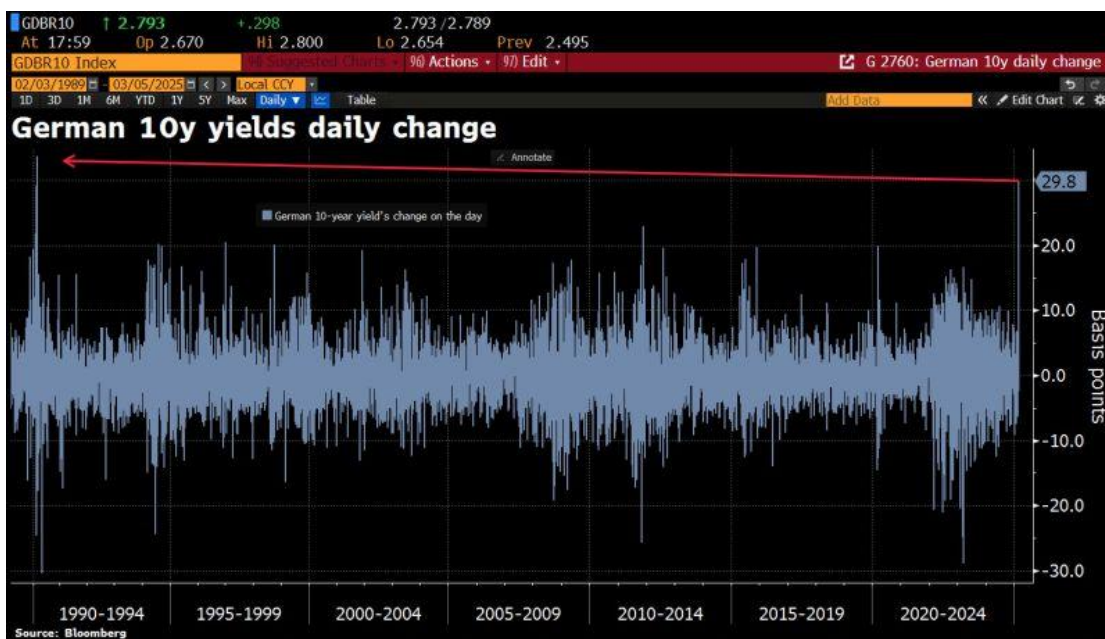 GDBR10 ↑ 2.793 +.298 2.793/2.789
At 17:59 Op 2.670 Hi 2.800 Lo 2.654 Prev 2.495
GDBR10 Index 96) Actions 97) Edit G 2760: German 10y daily change
02/03/1989 - 03/05/2025 < > Local CCY
1D 3D 1M 6M YTD 1Y 5Y Max Daily ▼ Table Add Data « Edit Chart
German 10y yields daily change
Annotate
29.8
German 10-year yield's change on the day
20.0
10.0
0.0
-10.0
-20.0
-30.0
Basis points
1990-1994 1995-1999 2000-2004 2005-2009 2010-2014 2015-2019 2020-2024
Source: Bloomberg